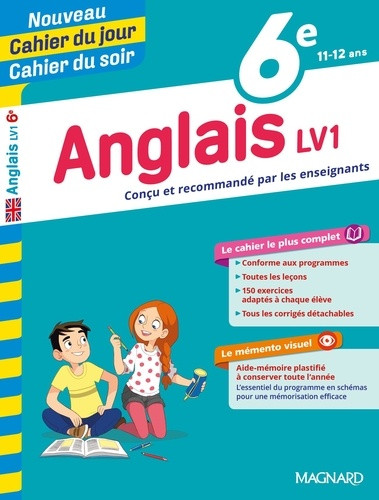 Nouveau
Cahier du jour
Cahier du soir
6e
11-12 ans
Anglais LV1 6e
Anglais LV1
Conçu et recommandé par les enseignants
Le cahier le plus complet
Conforme aux programmes
Toutes les leçons
150 exercices
adaptés à chaque élève
Tous les corrigés détachables
Le mémento visuel
Aide-mémoire plastifié
à conserver toute l'année
L'essentiel du programme en schémas
pour une mémorisation efficace
MAGNARD